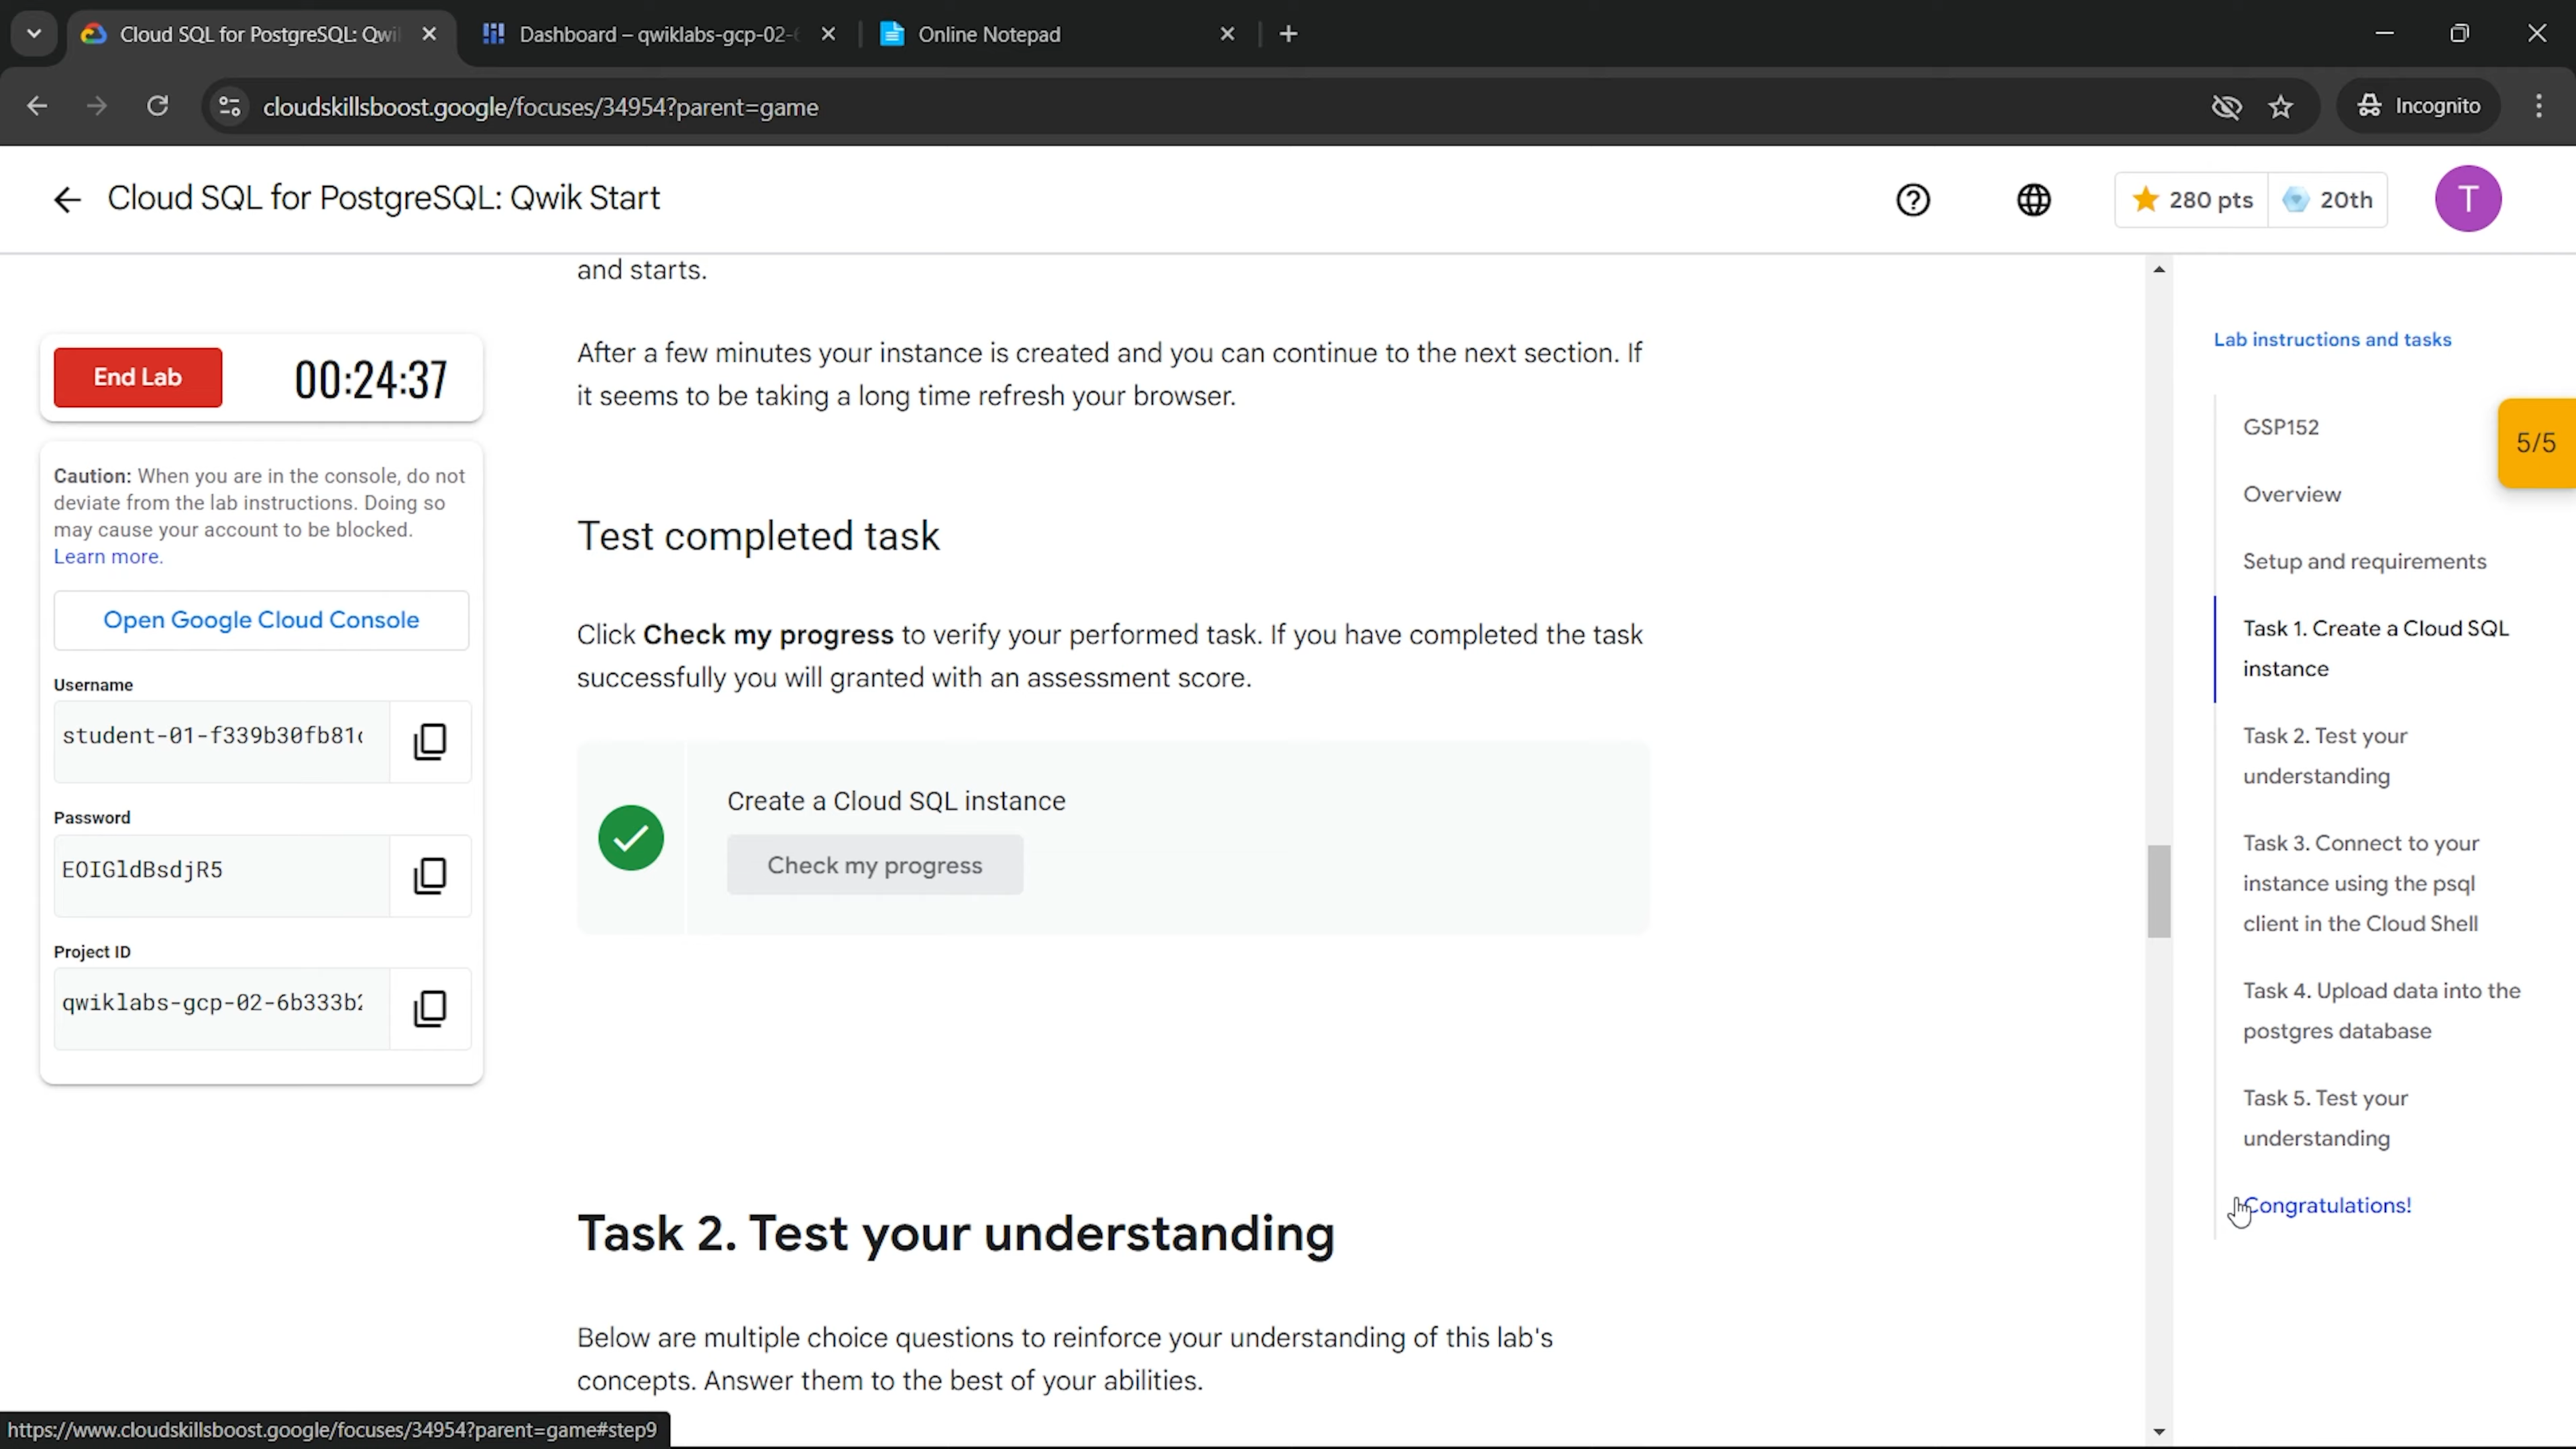 Cloud SQL for PostgreSQL: Qwi
Dashboard – qwiklabs-gcp-02-6
Online Notepad
cloudskillsboost.google/focuses/34954?parent=game
Incognito
Cloud SQL for PostgreSQL: Qwik Start
280 pts
20th
T
and starts.
After a few minutes your instance is created and you can continue to the next section. If
it seems to be taking a long time refresh your browser.
Test completed task
Click Check my progress to verify your performed task. If you have completed the task
successfully you will granted with an assessment score.
Create a Cloud SQL instance
Check my progress
Task 2. Test your understanding
Below are multiple choice questions to reinforce your understanding of this lab's
concepts. Answer them to the best of your abilities.
End Lab
00:24:37
Caution: When you are in the console, do not
deviate from the lab instructions. Doing so
may cause your account to be blocked.
Learn more.
Open Google Cloud Console
Username
student-01-f339b30fb81
Password
EOIGldBsdjR5
Project ID
qwiklabs-gcp-02-6b333b2
Lab instructions and tasks
GSP152
5/5
Overview
Setup and requirements
Task 1. Create a Cloud SQL
instance
Task 2. Test your
understanding
Task 3. Connect to your
instance using the psql
client in the Cloud Shell
Task 4. Upload data into the
postgres database
Task 5. Test your
understanding
Congratulations!
https://www.cloudskillsboost.google/focuses/34954?parent=game#step9